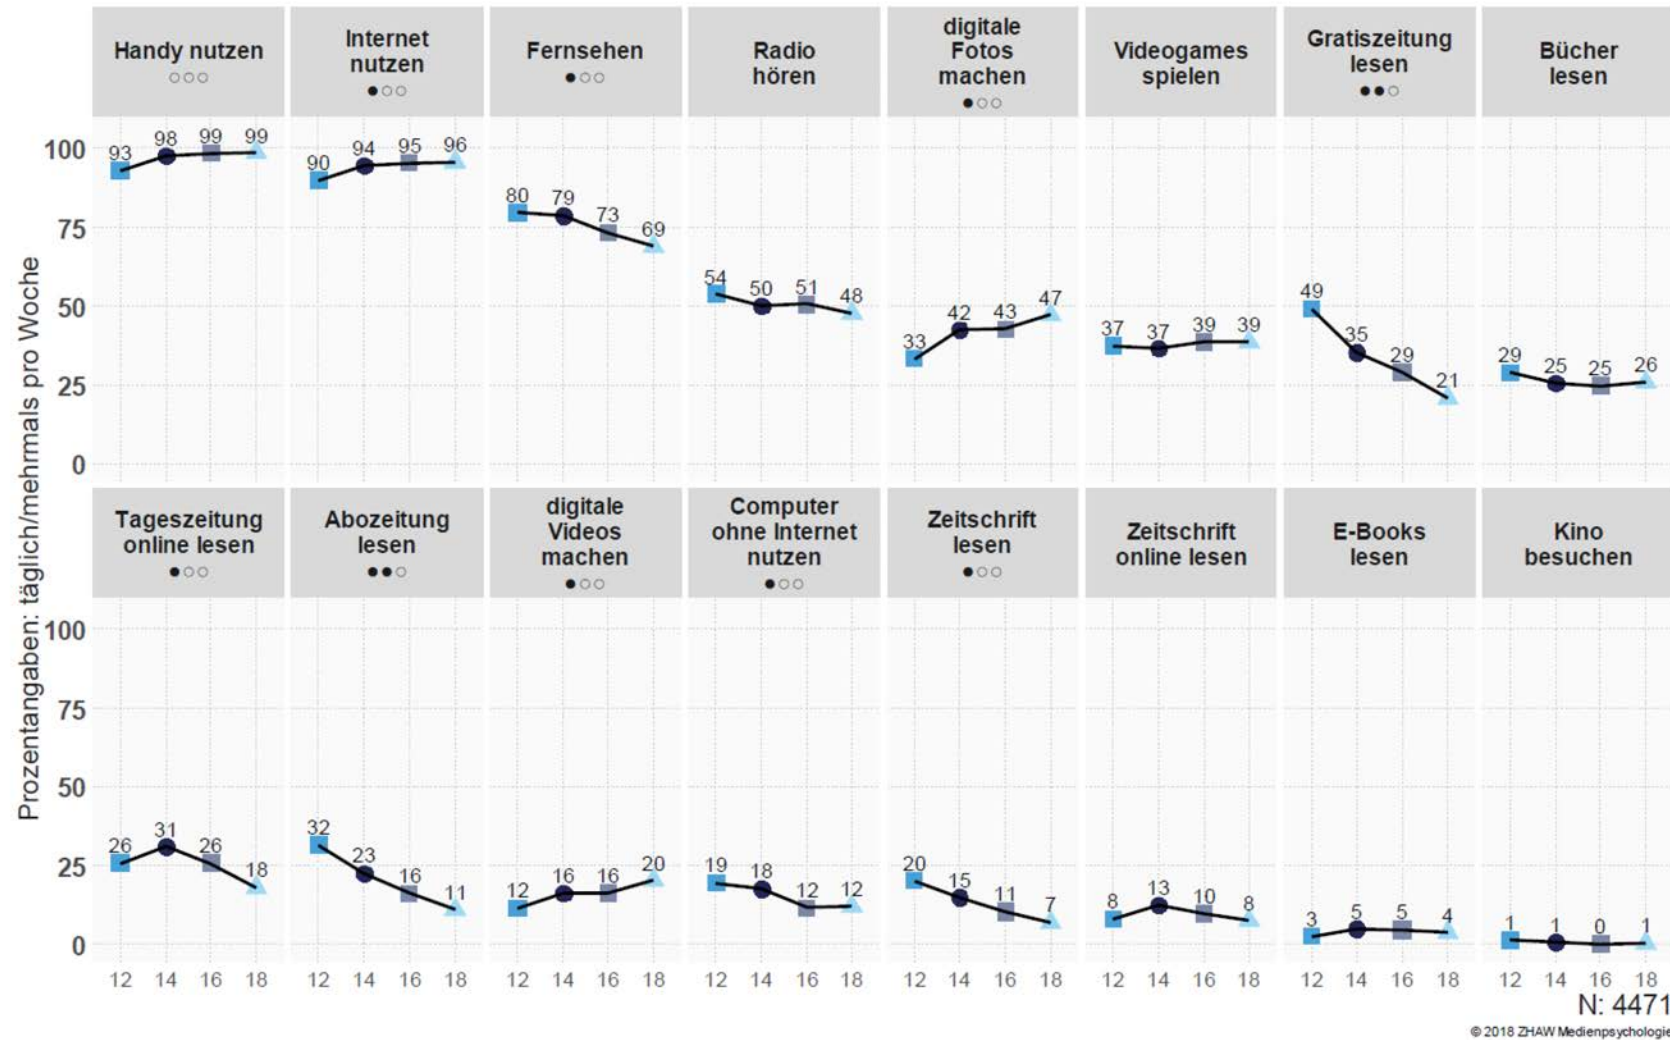 Handy nutzen
○○○
Internet
nutzen
●○○
Fernsehen
●○○
Radio
hören
digitale
Fotos
machen
●○○
Videogames
spielen
Gratiszeitung
lesen
●●○
Bücher
lesen
Prozentangaben: täglich/mehrmals pro Woche
100
75
50
25
0
93 98 99 99
90 94 95 96
80 79 73 69
54 50 51 48
33 42 43 47
37 37 39 39
49 35 29 21
29 25 25 26
Tageszeitung
online lesen
●○○
Abozeitung
lesen
●●○
digitale
Videos
machen
●○○
Computer
ohne Internet
nutzen
●○○
Zeitschrift
lesen
●○○
Zeitschrift
online lesen
E-Books
lesen
Kino
besuchen
100
75
50
25
0
26 31 26 18
32 23 16 11
12 16 16 20
19 18 12 12
20 15 11 7
8 13 10 8
3 5 5 4
1 1 0 1
12 14 16 18
12 14 16 18
12 14 16 18
12 14 16 18
12 14 16 18
12 14 16 18
12 14 16 18
12 14 16 18
N: 4471
© 2018 ZHAW Medienpsychologie